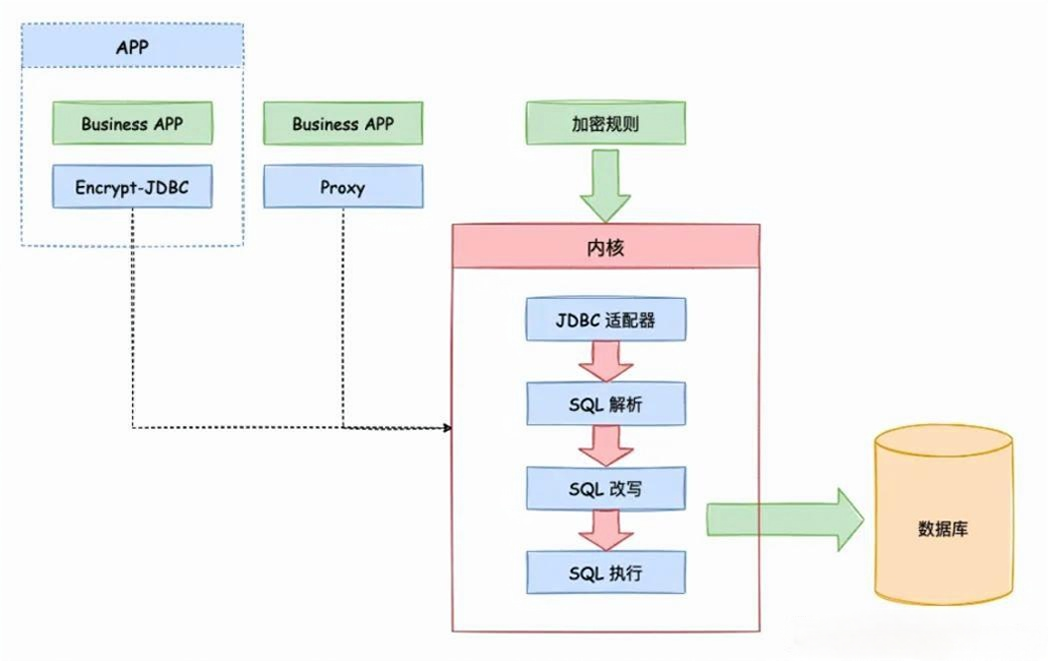 APP
Business APP
Business APP
加密规则
Encrypt-JDBC
Proxy
内核
JDBC 适配器
SQL 解析
SQL 改写
SQL 执行
数据库